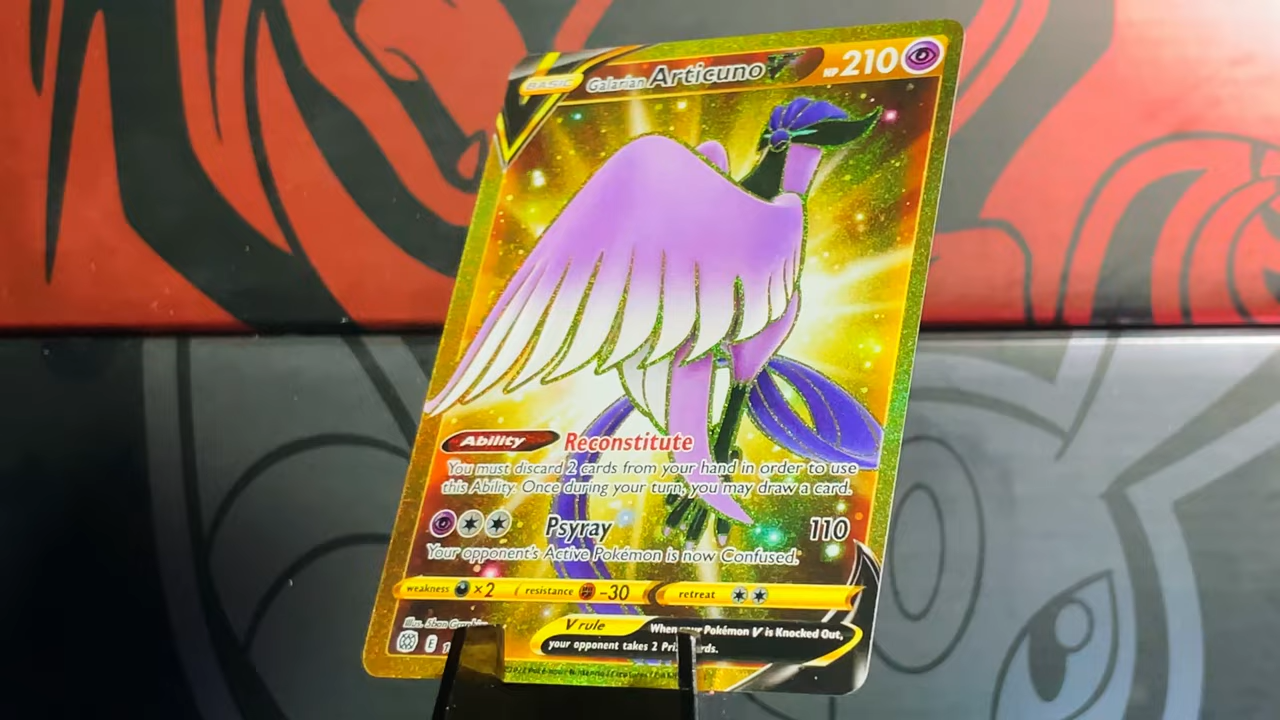 BASIC Galarian Articuno V HP 210
Ability Reconstitute
You must discard 2 cards from your hand in order to use
this Ability. Once during your turn, you may draw a card.
Psyray 110
Your opponent's Active Pokémon is now Confused.
weakness ×2 resistance -30 retreat
V rule When your Pokémon V is Knocked Out,
your opponent takes 2 Prize cards.
Illus.
E